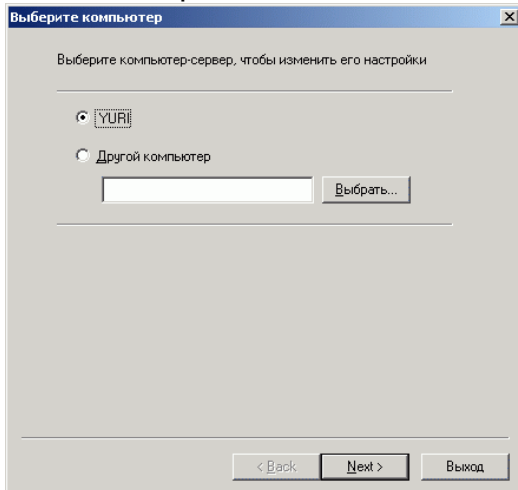 Выберите компьютер
Выберите компьютер-сервер, чтобы изменить его настройки
YURI
Другой компьютер
Выбрать...
< Back Next > Выход